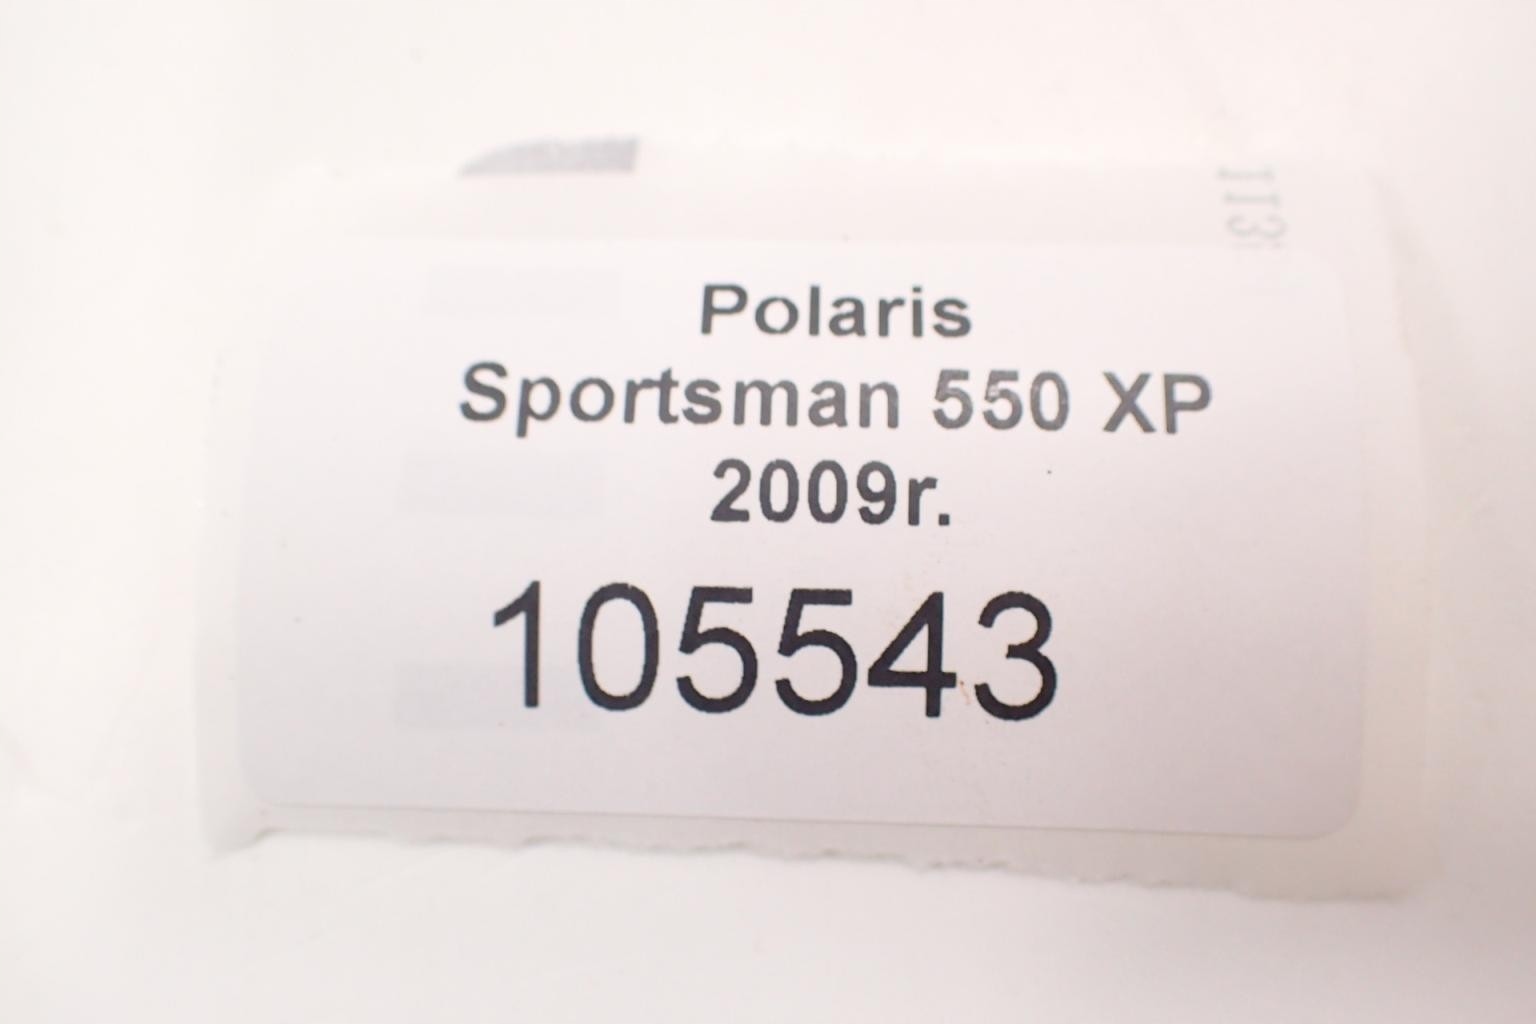 Polaris
Sportsman 550 XP
2009r.
105543